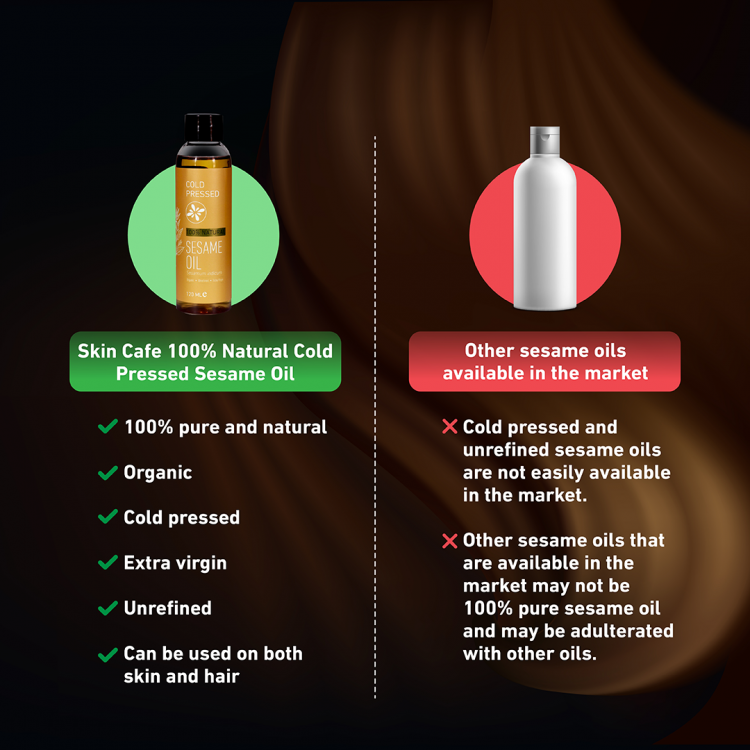 COLD
PRESSED
SESAME
OIL
Skin Cafe 100% Natural Cold
Pressed Sesame Oil
100% pure and natural
Organic
Cold pressed
Extra virgin
Unrefined
Can be used on both
skin and hair
Other sesame oils
available in the market
Cold pressed and
unrefined sesame oils
are not easily available
in the market.
Other sesame oils that
are available in the
market may not be
100% pure sesame oil
and may be adulterated
with other oils.